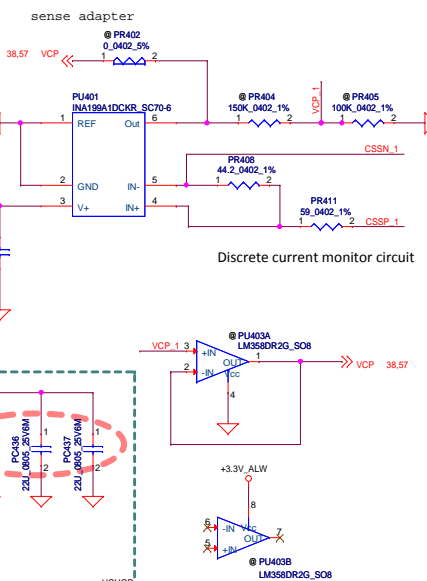 sense adapter
@ PR402
0_0402_5%
38,57 VCP 1 2
PU401
INA199A1DCKR_SC70-6
@ PR404
150K_0402_1%
VCP_1
@ PR405
100K_0402_1%
1 REF Out 6 1 2 1 2
CSSN_1
PR408
44.2_0402_1%
2 GND IN- 5 1 2
3 V+ IN+ 4
PR411
59_0402_1%
1 2 CSSP_1
Discrete current monitor circuit
@ PU403A
LM358DR2G_SO8
VCP_1 3 +IN
OUT 1
VCP 38,57
2 -IN Vcc
4
PC436
22U_0805_25V6M
1
2
PC437
22U_0805_25V6M
1
2
+3.3V_ALW
8
6 -IN Vcc
OUT 7
5 +IN
@ PU403B
LM358DR2G_SO8